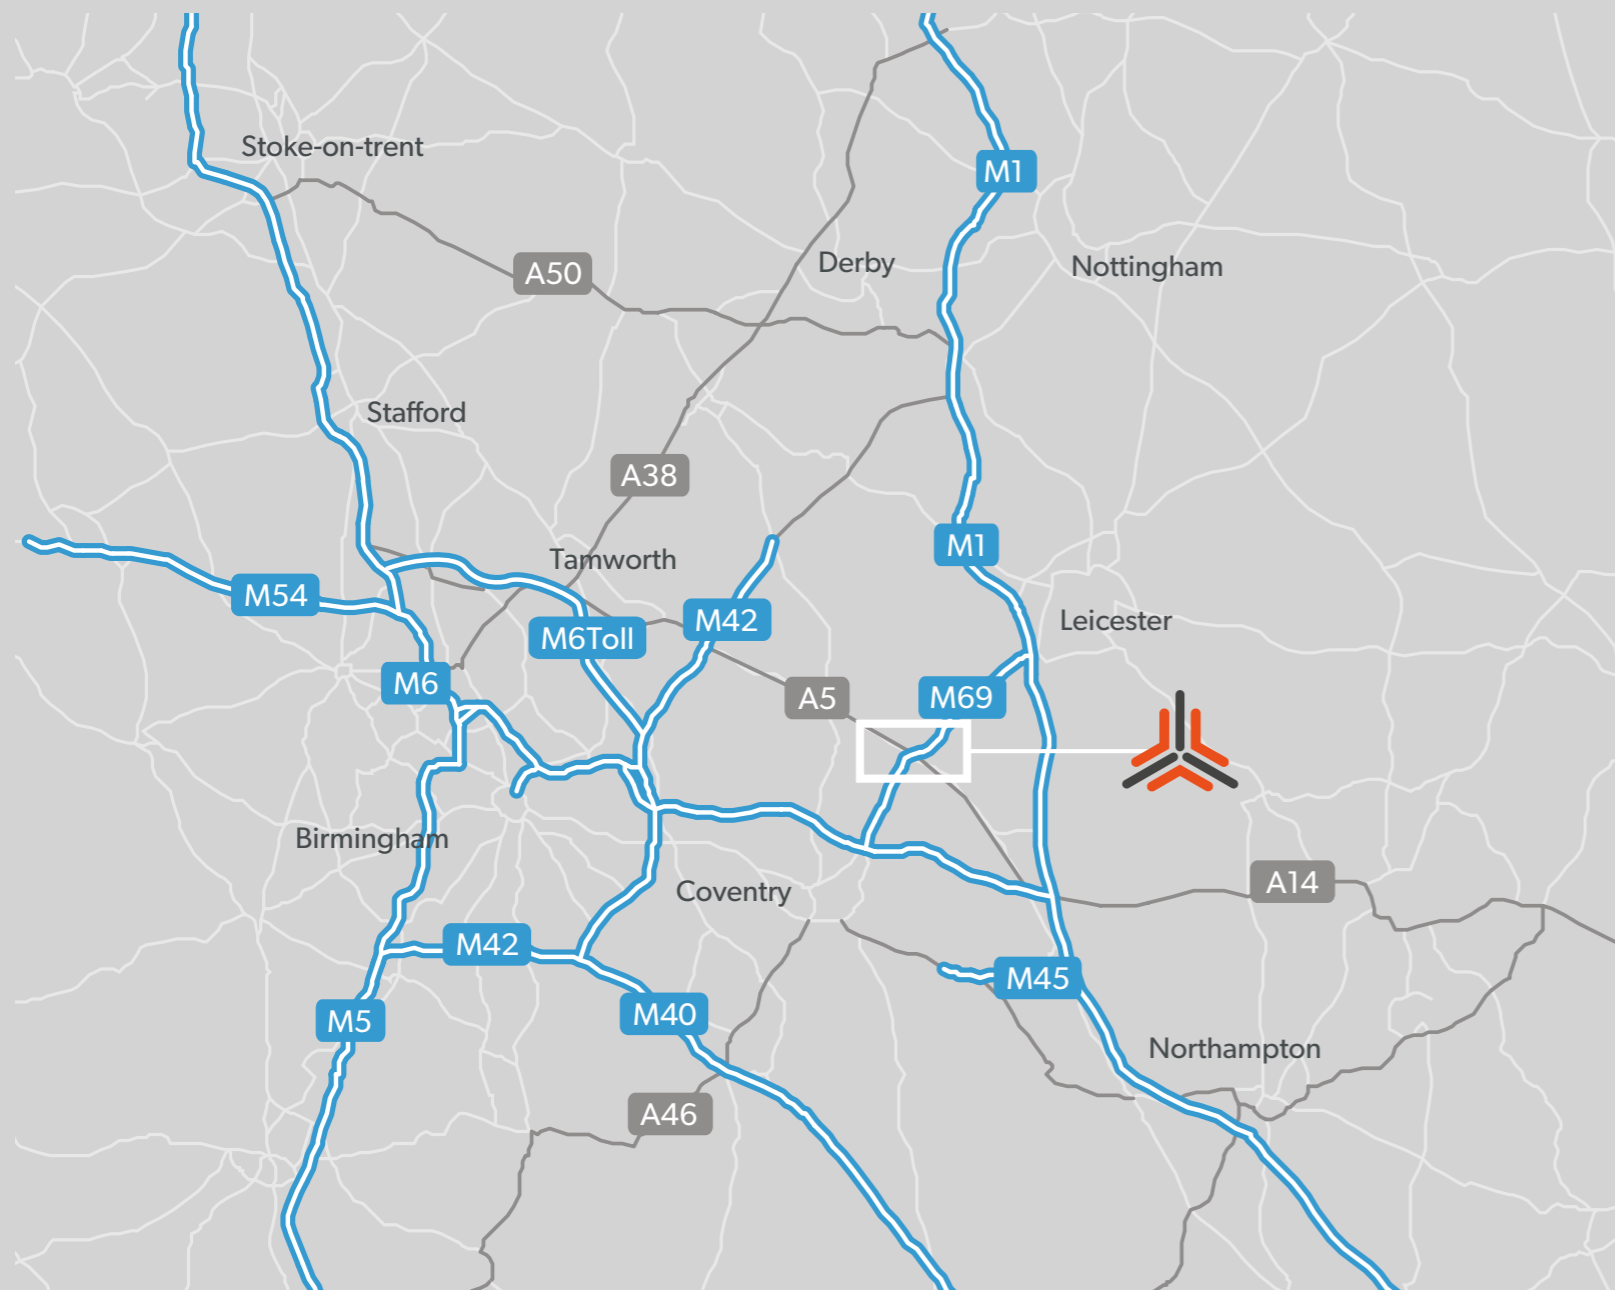 Stoke-on-trent
M1
Derby
Nottingham
A50
Stafford
A38
M1
Tamworth
M54
M6Toll
M42
Leicester
M6
A5
M69
Birmingham
Coventry
A14
M42
M45
M5
M40
Northampton
A46